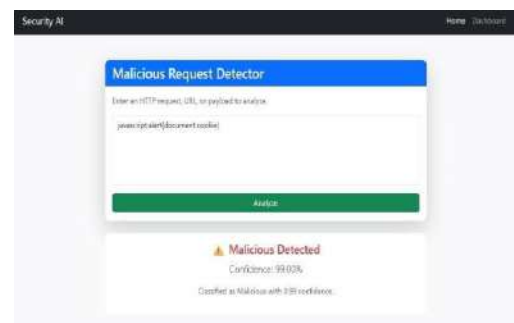 Security AI
Home Dashboard
Malicious Request Detector
Enter an HTTP request, URL, or payload to analyze.
javascript:alert(document.cookie)
Analyze
⚠ Malicious Detected
Confidence: 99.00%
Classified as Malicious with 0.99 confidence.